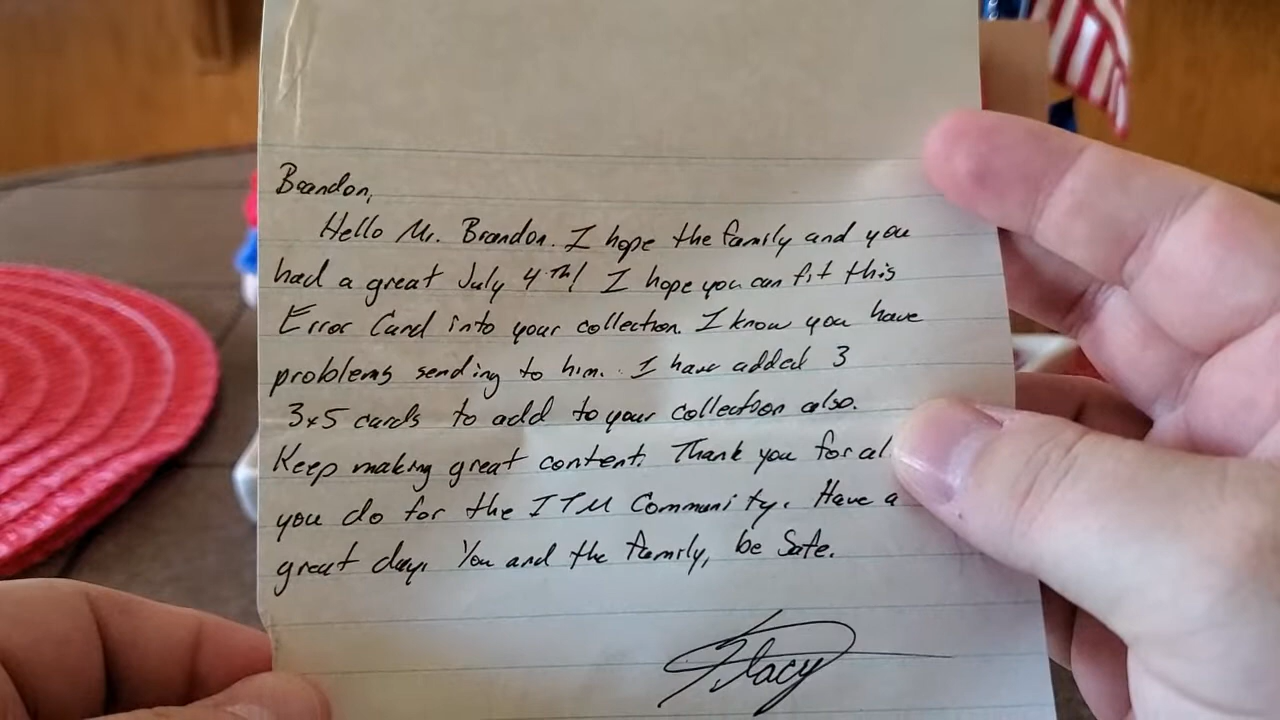 Brandon,
Hello Mr. Brandon. I hope the family and you
had a great July 4th! I hope you can fit this
Error Card into your collection. I know you have
problems sending to him. I have added 3
3x5 cards to add to your collection also.
Keep making great content. Thank you for al
you do for the ITM Community. Have a
great day. You and the family, be Safe.
Stacy